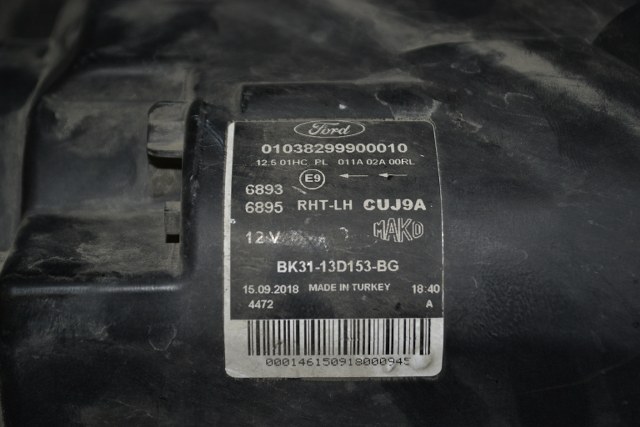 Ford
01038299900010
12.5 01HC PL 011A 02A 00RL
E9
6893
6895 RHT-LH CUJ9A
12 V MAKO
BK31-13D153-BG
15.09.2018 MADE IN TURKEY 18:40
4472 A
000146150918000945